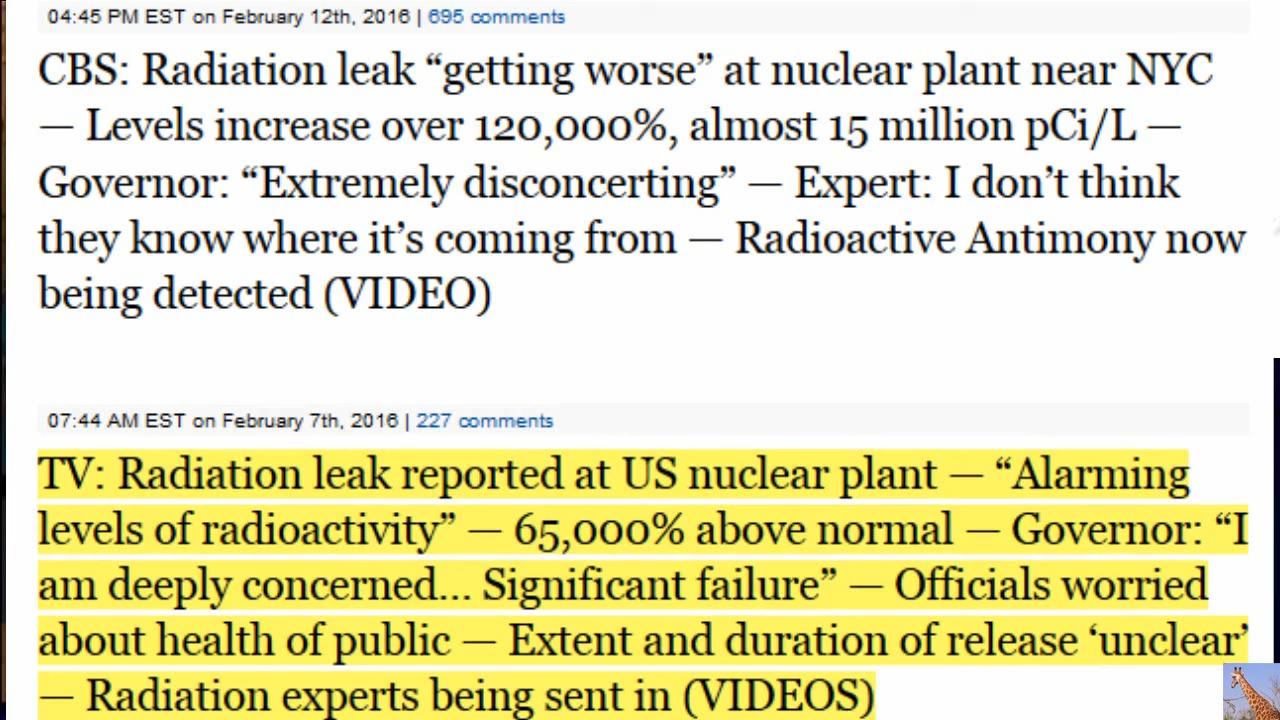 04:45 PM EST on February 12th, 2016 | 695 comments
CBS: Radiation leak “getting worse” at nuclear plant near NYC
— Levels increase over 120,000%, almost 15 million pCi/L —
Governor: “Extremely disconcerting” — Expert: I don’t think
they know where it’s coming from — Radioactive Antimony now
being detected (VIDEO)
07:44 AM EST on February 7th, 2016 | 227 comments
TV: Radiation leak reported at US nuclear plant — “Alarming
levels of radioactivity” — 65,000% above normal — Governor: “I
am deeply concerned… Significant failure” — Officials worried
about health of public — Extent and duration of release ‘unclear’
— Radiation experts being sent in (VIDEOS)